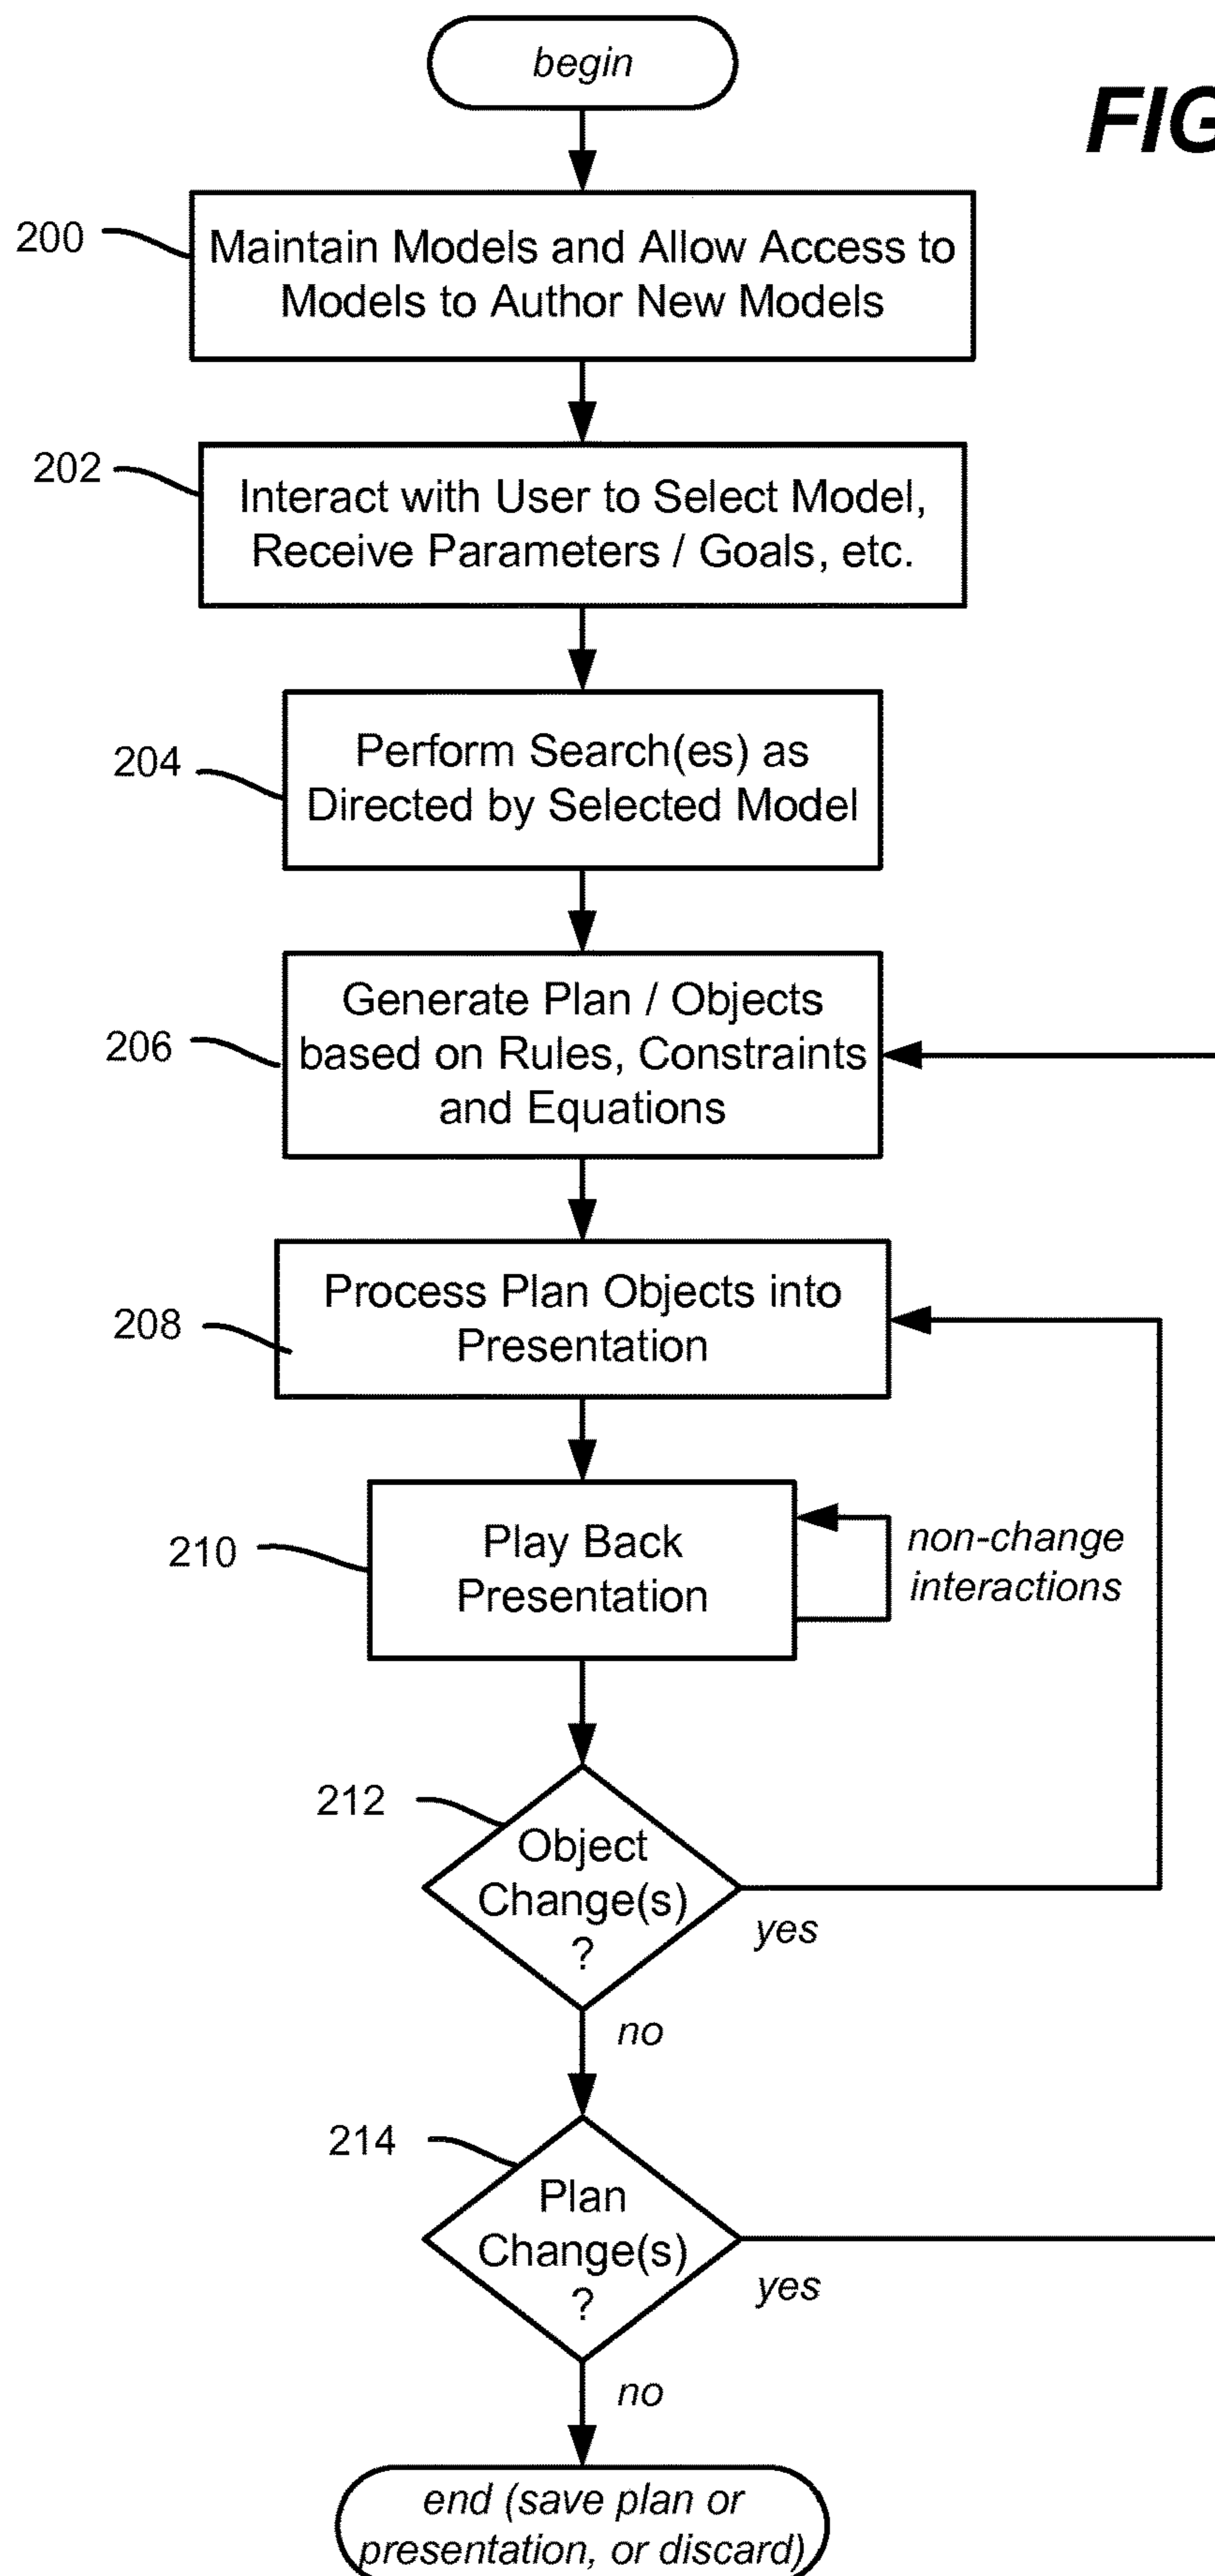 begin
FIG
200
Maintain Models and Allow Access to
Models to Author New Models
202
Interact with User to Select Model,
Receive Parameters / Goals, etc.
204
Perform Search(es) as
Directed by Selected Model
206
Generate Plan / Objects
based on Rules, Constraints
and Equations
208
Process Plan Objects into
Presentation
210
Play Back
Presentation
non-change
interactions
212
Object
Change(s)
?
yes
no
214
Plan
Change(s)
?
yes
no
end (save plan or
presentation, or discard)